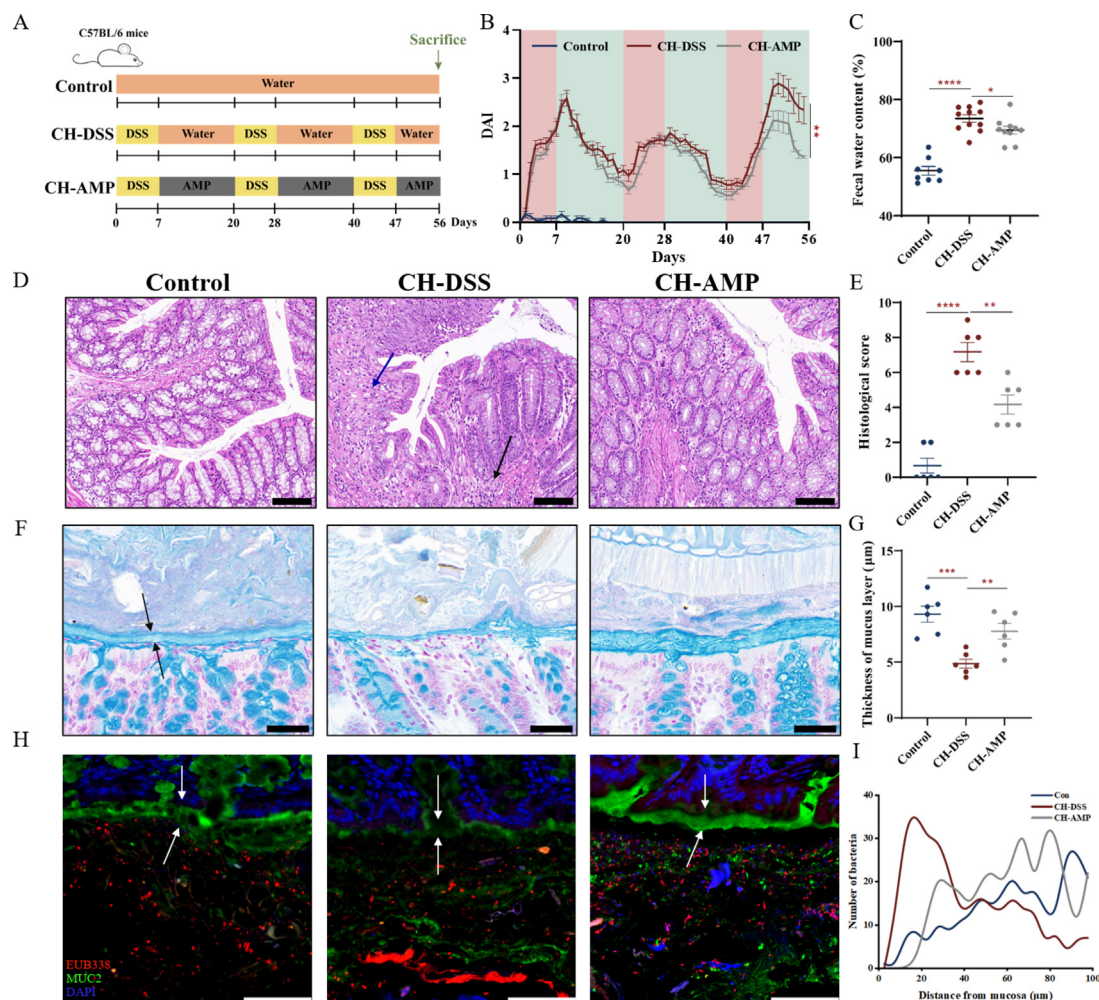 A
C57BL/6 mice
Sacrifice
Control
Water
CH-DSS
DSS Water DSS Water DSS Water
CH-AMP
DSS AMP DSS AMP DSS AMP
0 7 20 28 40 47 56 Days
B
Control CH-DSS CH-AMP
DAI
4
3
2
1
0
**
0 7 20 28 40 47 56
Days
C
Fecal water content (%)
100
80
60
40
**** *
Control
CH-DSS
CH-AMP
D
Control CH-DSS CH-AMP
E
Histological score
10
8
6
4
2
0
**** **
Control
CH-DSS
CH-AMP
F
G
Thickness of mucus layer (μm)
15
10
5
0
*** **
Control
CH-DSS
CH-AMP
H
EUB338
MUC2
DAPI
I
Con
CH-DSS
CH-AMP
Number of bacteria
40
30
20
10
0
20 40 60 80 100
Distance from mucosa (μm)